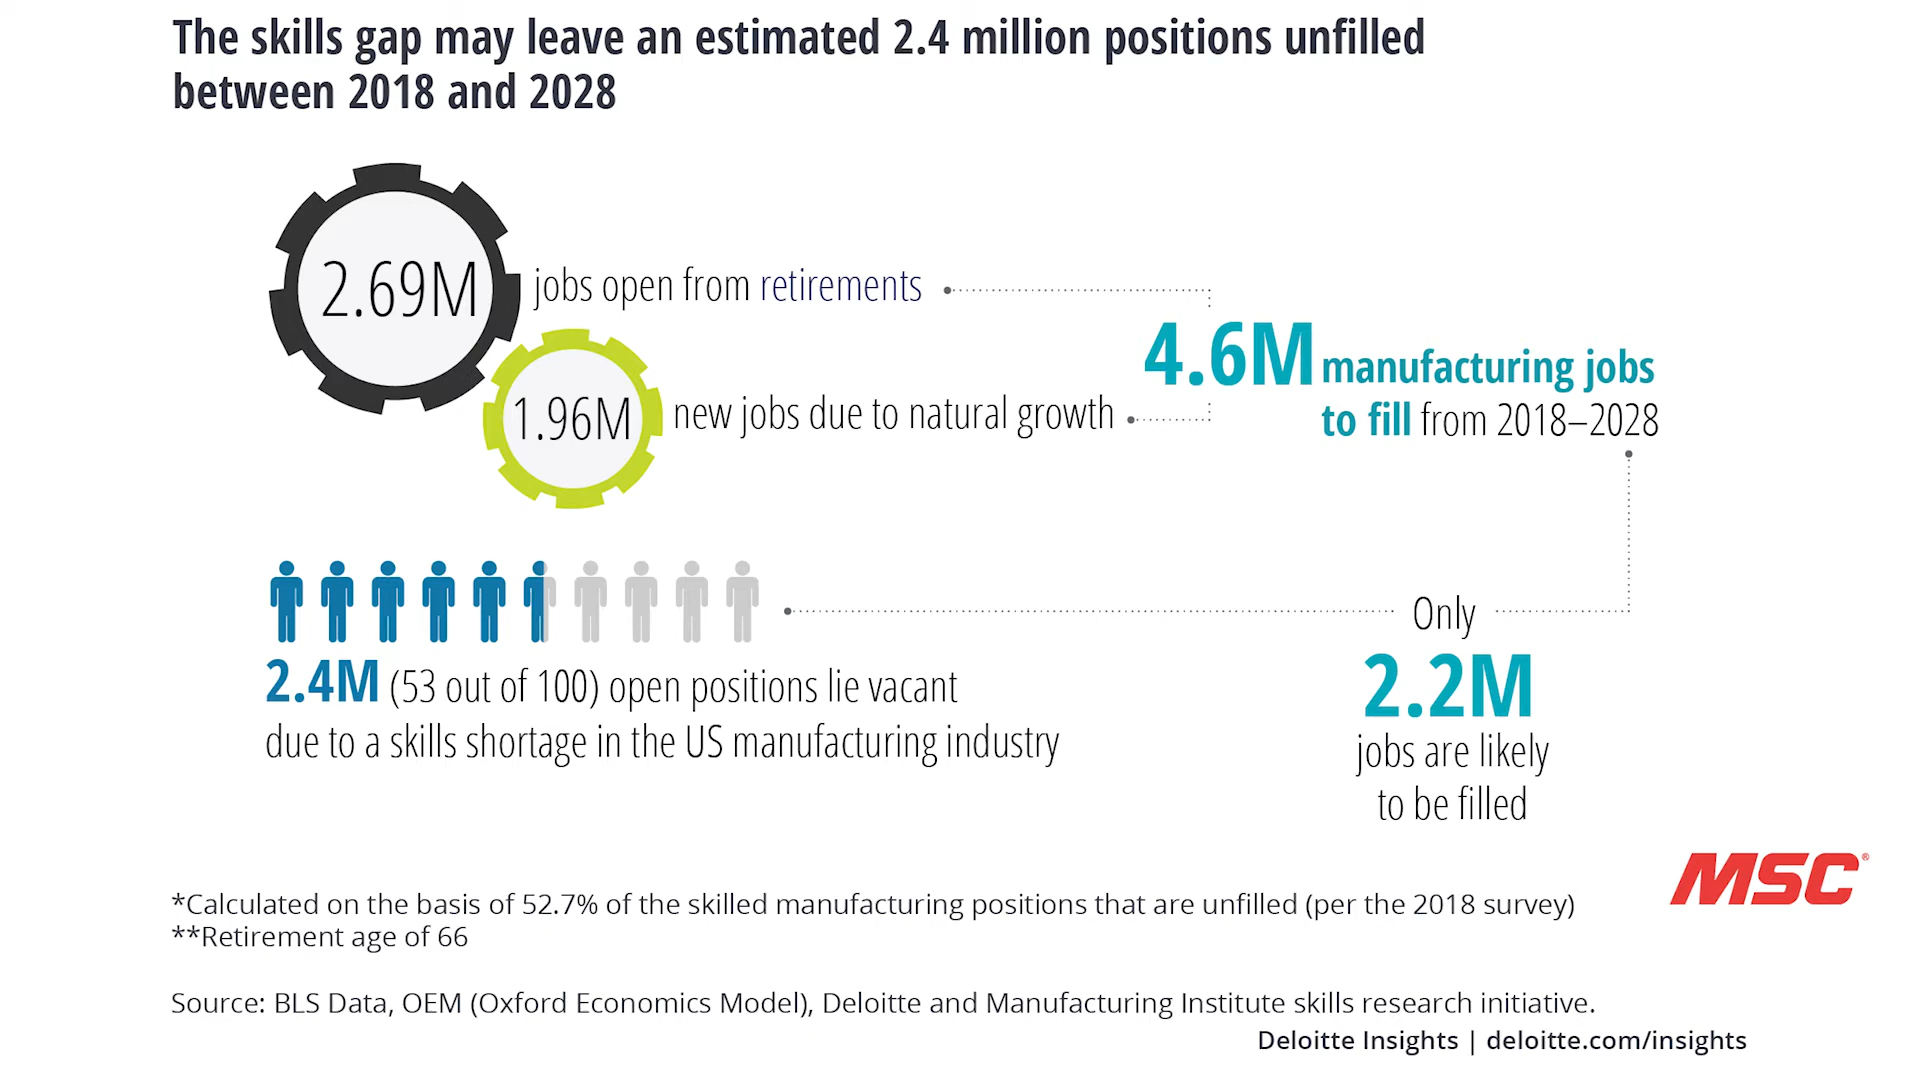 The skills gap may leave an estimated 2.4 million positions unfilled
between 2018 and 2028
2.69M jobs open from retirements
1.96M new jobs due to natural growth
4.6M manufacturing jobs
to fill from 2018–2028
2.4M (53 out of 100) open positions lie vacant
due to a skills shortage in the US manufacturing industry
Only
2.2M
jobs are likely
to be filled
MSC®
*Calculated on the basis of 52.7% of the skilled manufacturing positions that are unfilled (per the 2018 survey)
**Retirement age of 66
Source: BLS Data, OEM (Oxford Economics Model), Deloitte and Manufacturing Institute skills research initiative.
Deloitte Insights | deloitte.com/insights